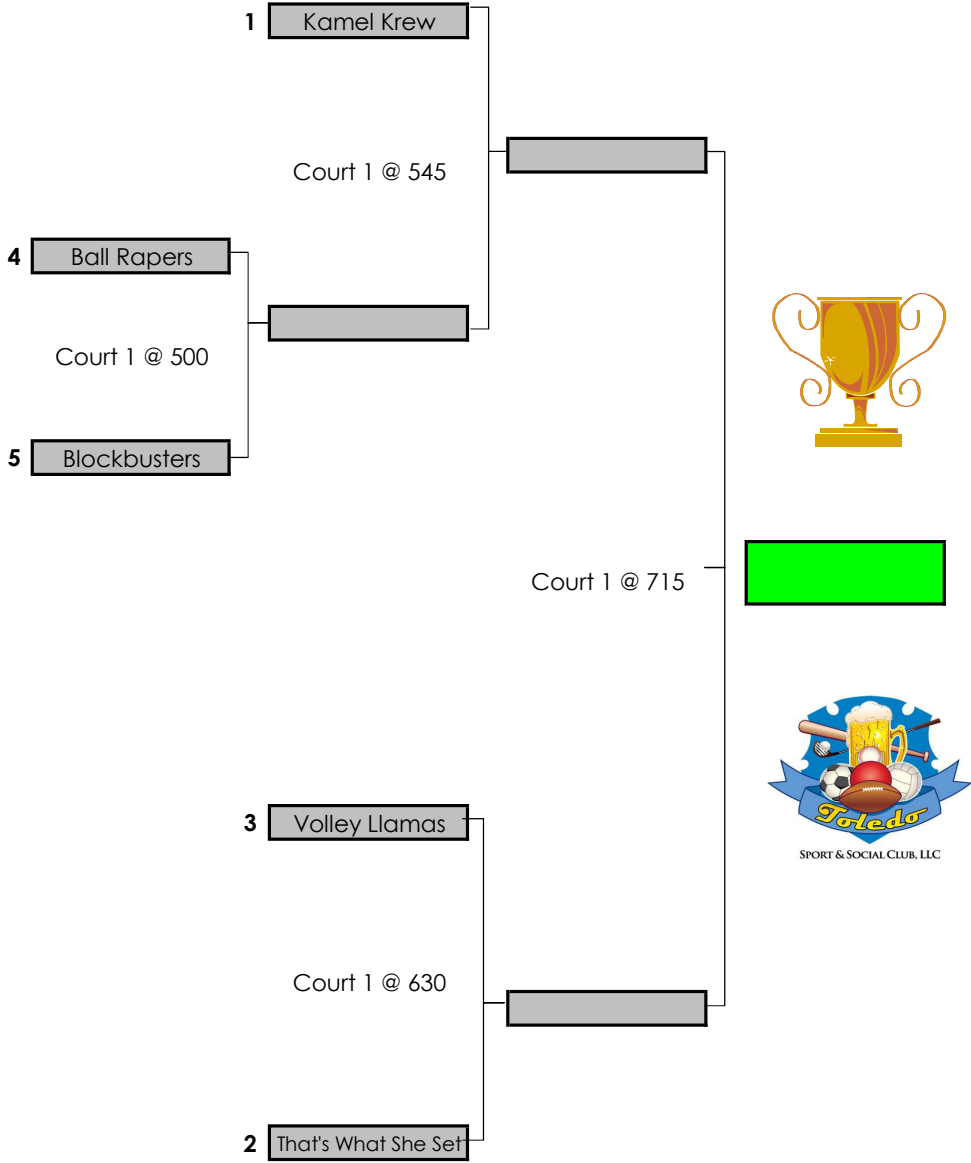 1 Kamel Krew
Court 1 @ 545
4 Ball Rapers
Court 1 @ 500
5 Blockbusters
Court 1 @ 715
Toledo
SPORT & SOCIAL CLUB, LLC
3 Volley Llamas
Court 1 @ 630
2 That's What She Set